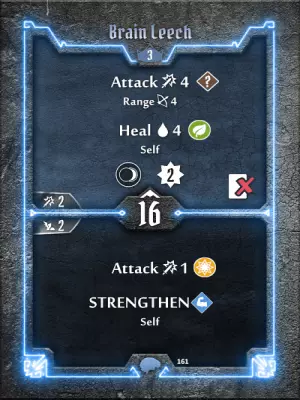 Brain Leech
3
Attack 4 ?
Range 4
Heal 4
Self
2
2
16
2
Attack 1
STRENGTHEN
Self
161